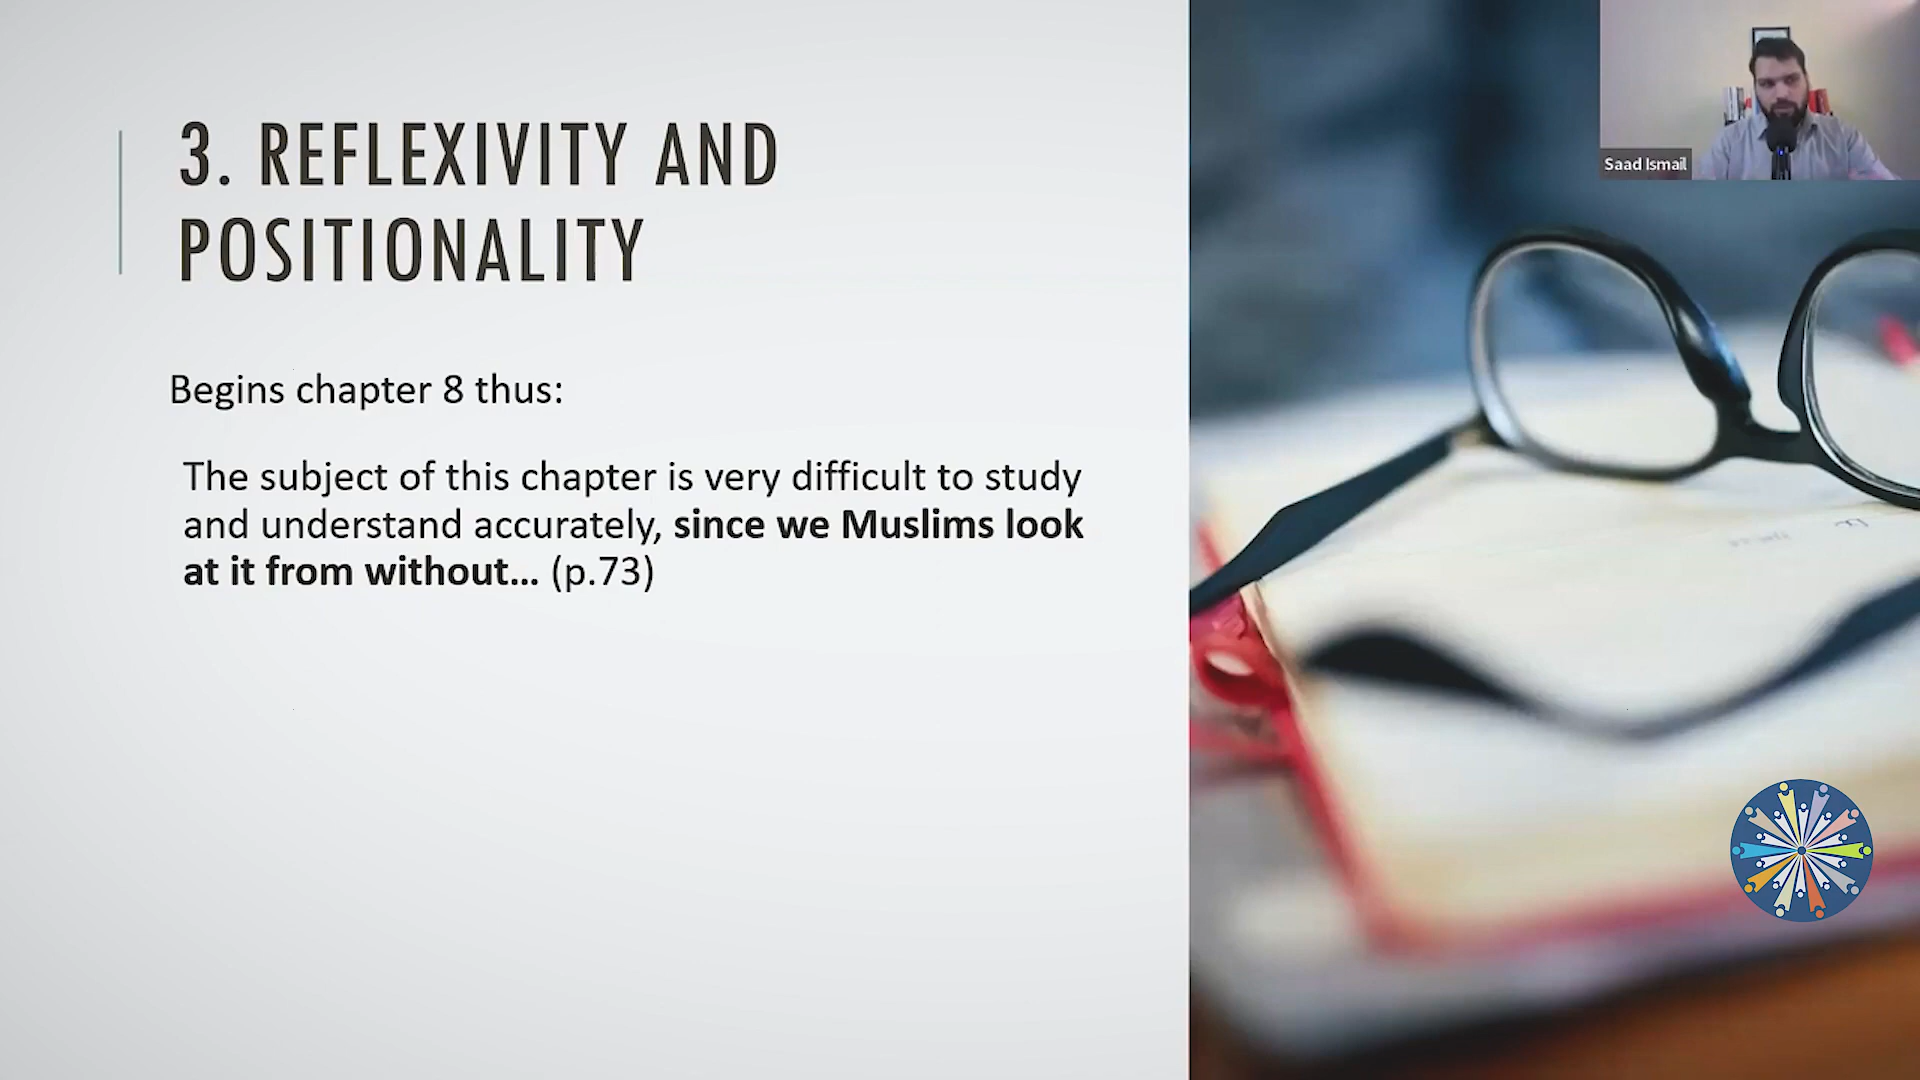 3. REFLEXIVITY AND
POSITIONALITY
Begins chapter 8 thus:
The subject of this chapter is very difficult to study
and understand accurately, since we Muslims look
at it from without... (p.73)
Saad Ismail